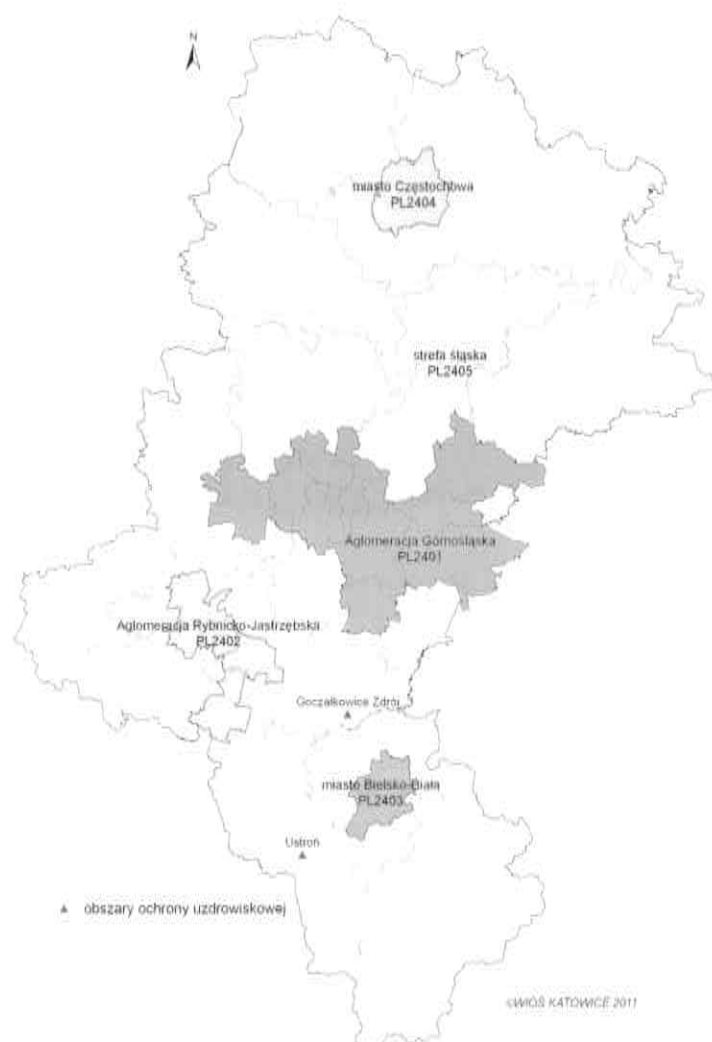 N
miasto Częstochowa
PL2404
strefa śląska
PL2405
Aglomeracja Górnośląska
PL2401
Aglomeracja Rybnicko-Jastrzębska
PL2402
Goczałkowice Zdrój
miasto Bielsko-Biała
PL2403
Ustroń
obszary ochrony uzdrowiskowej
©WIOŚ KATOWICE 2011